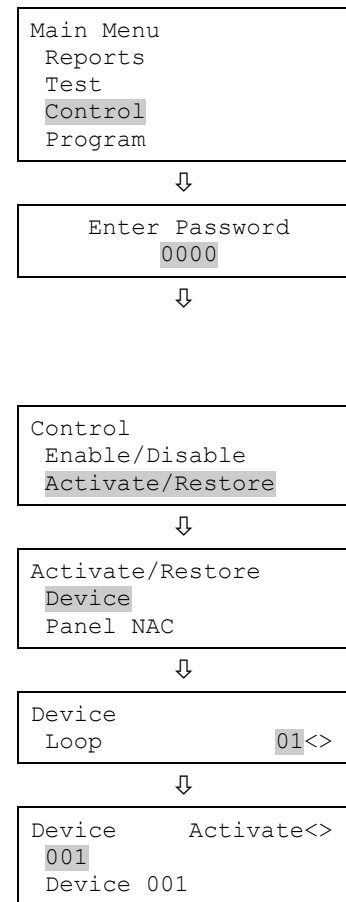 Main Menu
Reports
Test
Control
Program
⇩
Enter Password
0000
⇩
Control
Enable/Disable
Activate/Restore
⇩
Activate/Restore
Device
Panel NAC
⇩
Device
Loop 01<>
⇩
Device Activate<>
001
Device 001